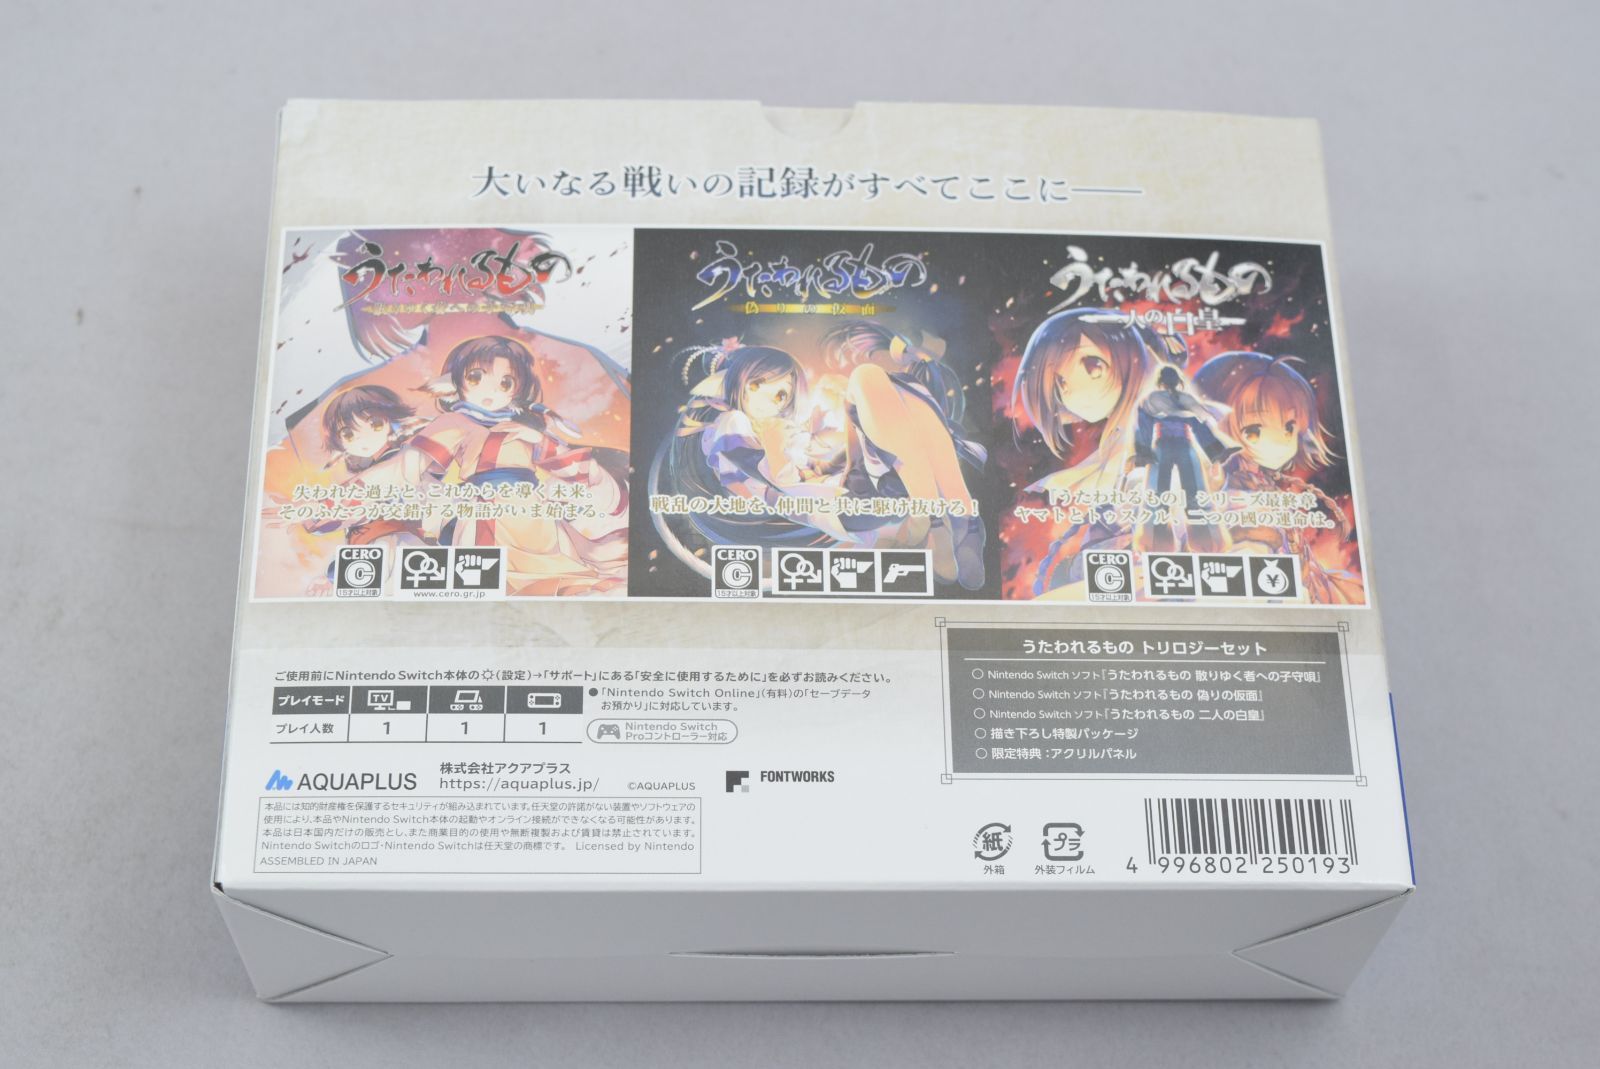 大いなる戦いの記録がすべてここに――
うたわれるもの
うたわれるもの
偽りの仮面
うたわれるもの
二人の白皇
失われた過去と、これからを導く未来。
そのふたつが交錯する物語がいま始まる。
戦乱の大地を、仲間と共に駆け抜けろ！
「うたわれるもの」シリーズ最終章
ヤマトとトゥスクル、二つの國の運命は。
CERO
C
15才以上対象
www.cero.gr.jp
CERO
C
15才以上対象
CERO
C
15才以上対象
ご使用前にNintendo Switch本体の(設定)→「サポート」にある「安全に使用するために」を必ずお読みください。
プレイモード TV
プレイ人数 1 1 1
●「Nintendo Switch Online」(有料)の「セーブデータ
お預かり」に対応しています。
Nintendo Switch
Proコントローラー対応
うたわれるもの トリロジーセット
○ Nintendo Switch ソフト『うたわれるもの 散りゆく者への子守唄』
○ Nintendo Switch ソフト『うたわれるもの 偽りの仮面』
○ Nintendo Switch ソフト『うたわれるもの 二人の白皇』
○ 描き下ろし特製パッケージ
○ 限定特典：アクリルパネル
AQUAPLUS
株式会社アクアプラス
https://aquaplus.jp/
©AQUAPLUS
FONTWORKS
本品には知的財産権を保護するセキュリティが組み込まれています。任天堂の許諾がない装置やソフトウェアの
使用により、本品やNintendo Switch本体の起動やオンライン接続ができなくなる可能性があります。
本品は日本国内だけの販売とし、また商業目的の使用や無断複製および賃貸は禁止されています。
Nintendo Switchのロゴ・Nintendo Switchは任天堂の商標です。 Licensed by Nintendo
ASSEMBLED IN JAPAN
紙
外箱
プラ
外装フィルム
4 996802 250193